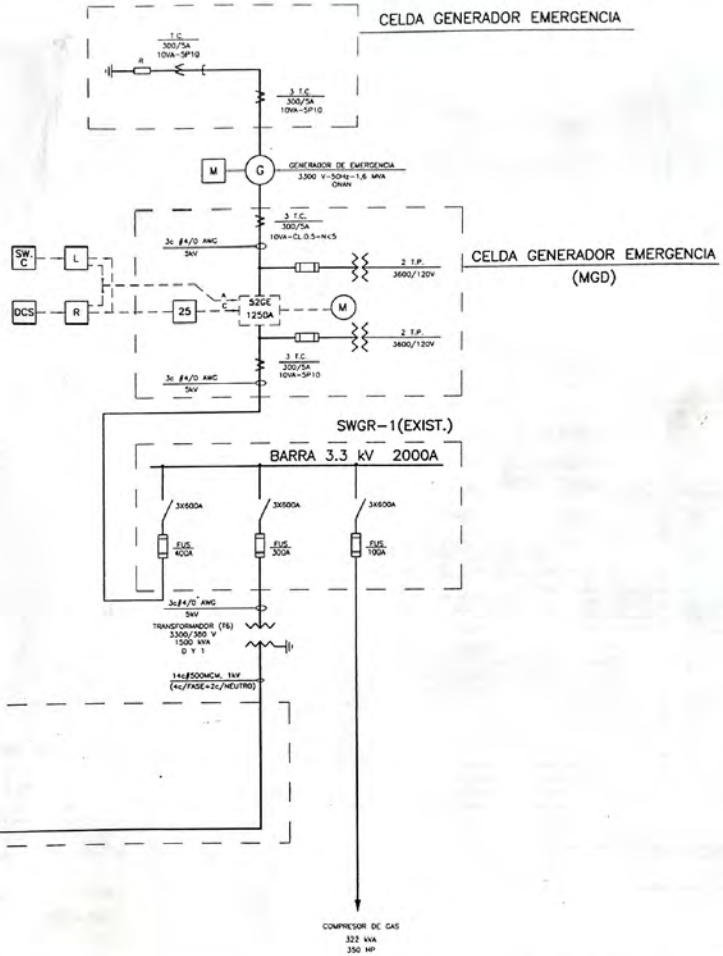 CELDA GENERADOR EMERGENCIA
T.C.
300/5A
10VA-5P10
R
3 T.C.
300/5A
10VA-5P10
M
G
GENERADOR DE EMERGENCIA
3300 V-50Hz-1,6 MVA
ONAN
3 T.C.
300/5A
10VA-CL.0.5-N<5
3c #4/0 AWG
5kV
CELDA GENERADOR EMERGENCIA
(MGD)
2 T.P.
3600/120V
SW.
C
L
A
C
52GE
1250A
M
DCS
R
25
2 T.P.
3600/120V
3 T.C.
300/5A
10VA-5P10
3c #4/0 AWG
5kV
SWGR-1(EXIST.)
BARRA 3.3 kV 2000A
3X600A
3X600A
3X600A
FUS
400A
FUS
300A
FUS
100A
3c#4/0 AWG
5kV
TRANSFORMADOR (T6)
3300/380 V
1500 kVA
D Y 1
14c#500MCM, 1kV
(4c/FASE+2c/NEUTRO)
COMPRESOR DE GAS
322 kVA
350 HP